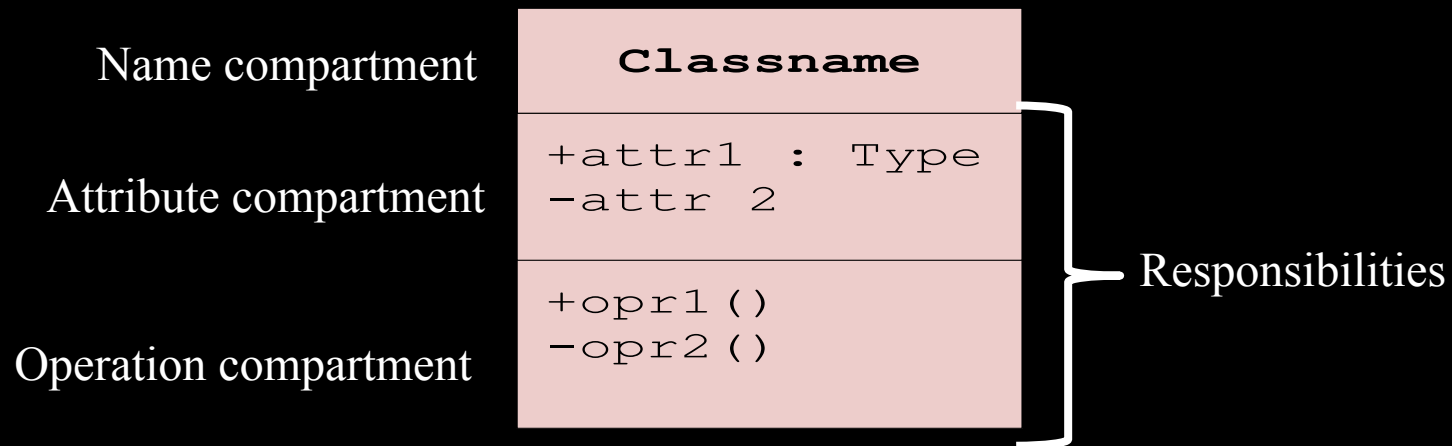 Name compartment
Classname
Attribute compartment
+attr1 : Type
-attr 2
Responsibilities
Operation compartment
+opr1()
-opr2()